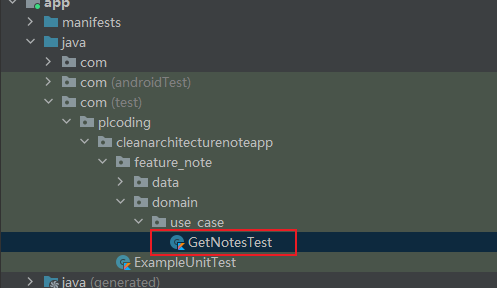 app
manifests
java
com
com (androidTest)
com (test)
plcoding
cleanarchitecturenoteapp
feature_note
data
domain
use_case
GetNotesTest
ExampleUnitTest
java (generated)